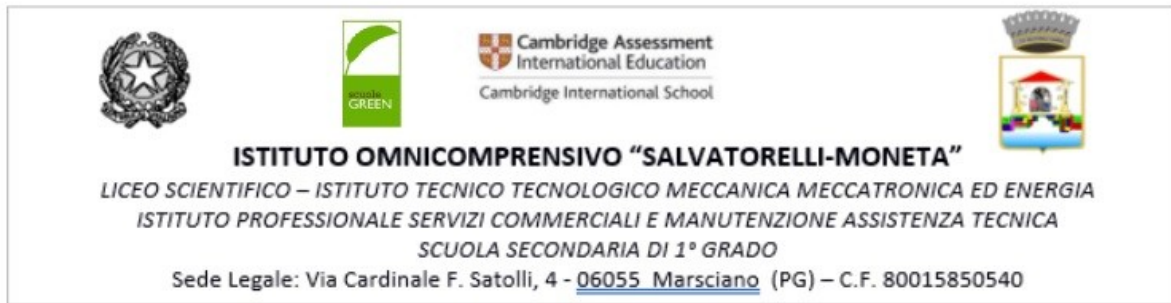 scuola
GREEN
Cambridge Assessment
International Education
Cambridge International School
ISTITUTO OMNICOMPRENSIVO “SALVATORELLI-MONETA”
LICEO SCIENTIFICO – ISTITUTO TECNICO TECNOLOGICO MECCANICA MECCATRONICA ED ENERGIA
ISTITUTO PROFESSIONALE SERVIZI COMMERCIALI E MANUTENZIONE ASSISTENZA TECNICA
SCUOLA SECONDARIA DI 1° GRADO
Sede Legale: Via Cardinale F. Satolli, 4 - 06055 Marsciano (PG) – C.F. 80015850540